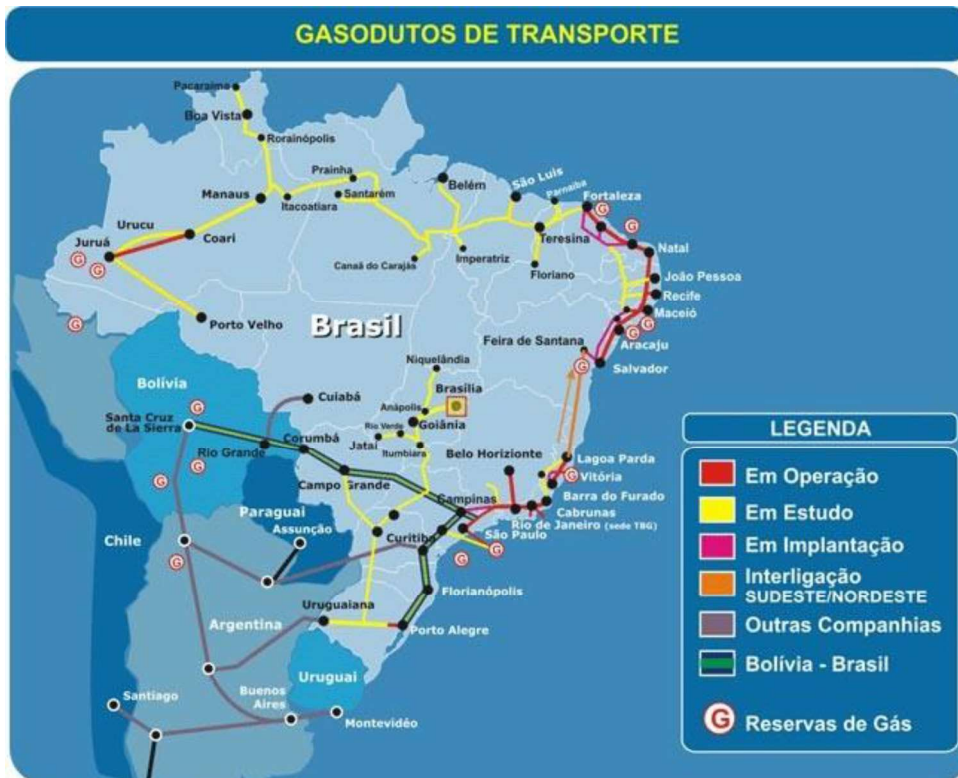 GASODUTOS DE TRANSPORTE
Pacaraima
Boa Vista
Rorainópolis
Prainha
Santarém
Manaus
Itacoatiara
Belém
São Luis
Parnaiba
Fortaleza
Urucu
Juruá
Coari
G
G
G
G
G
Canaã do Carajás
Imperatriz
Teresina
Floriano
Natal
João Pessoa
Recife
Maceió
Aracaju
G
G
G
Porto Velho
Brasil
Feira de Santana
Salvador
Niquelândia
Brasília
Anápolis
Goiânia
Rio Verde
Jataí
Itumbiara
Bolívia
Santa Cruz
de La Sierra
Cuiabá
G
G
G
Rio Grande
Corumbá
Campo Grande
Belo Horizionte
Lagoa Parda
Vitória
G
Barra do Furado
Cabrunas
Rio de Janeiro (sede TBG)
Campinas
São Paulo
G
G
Curitiba
Paraguai
Assunção
Chile
G
Florianópolis
Uruguaiana
Porto Alegre
Argentina
Uruguai
Santiago
Buenos
Aires
Montevidéo
LEGENDA
Em Operação
Em Estudo
Em Implantação
Interligação
SUDESTE/NORDESTE
Outras Companhias
Bolívia - Brasil
G
Reservas de Gás